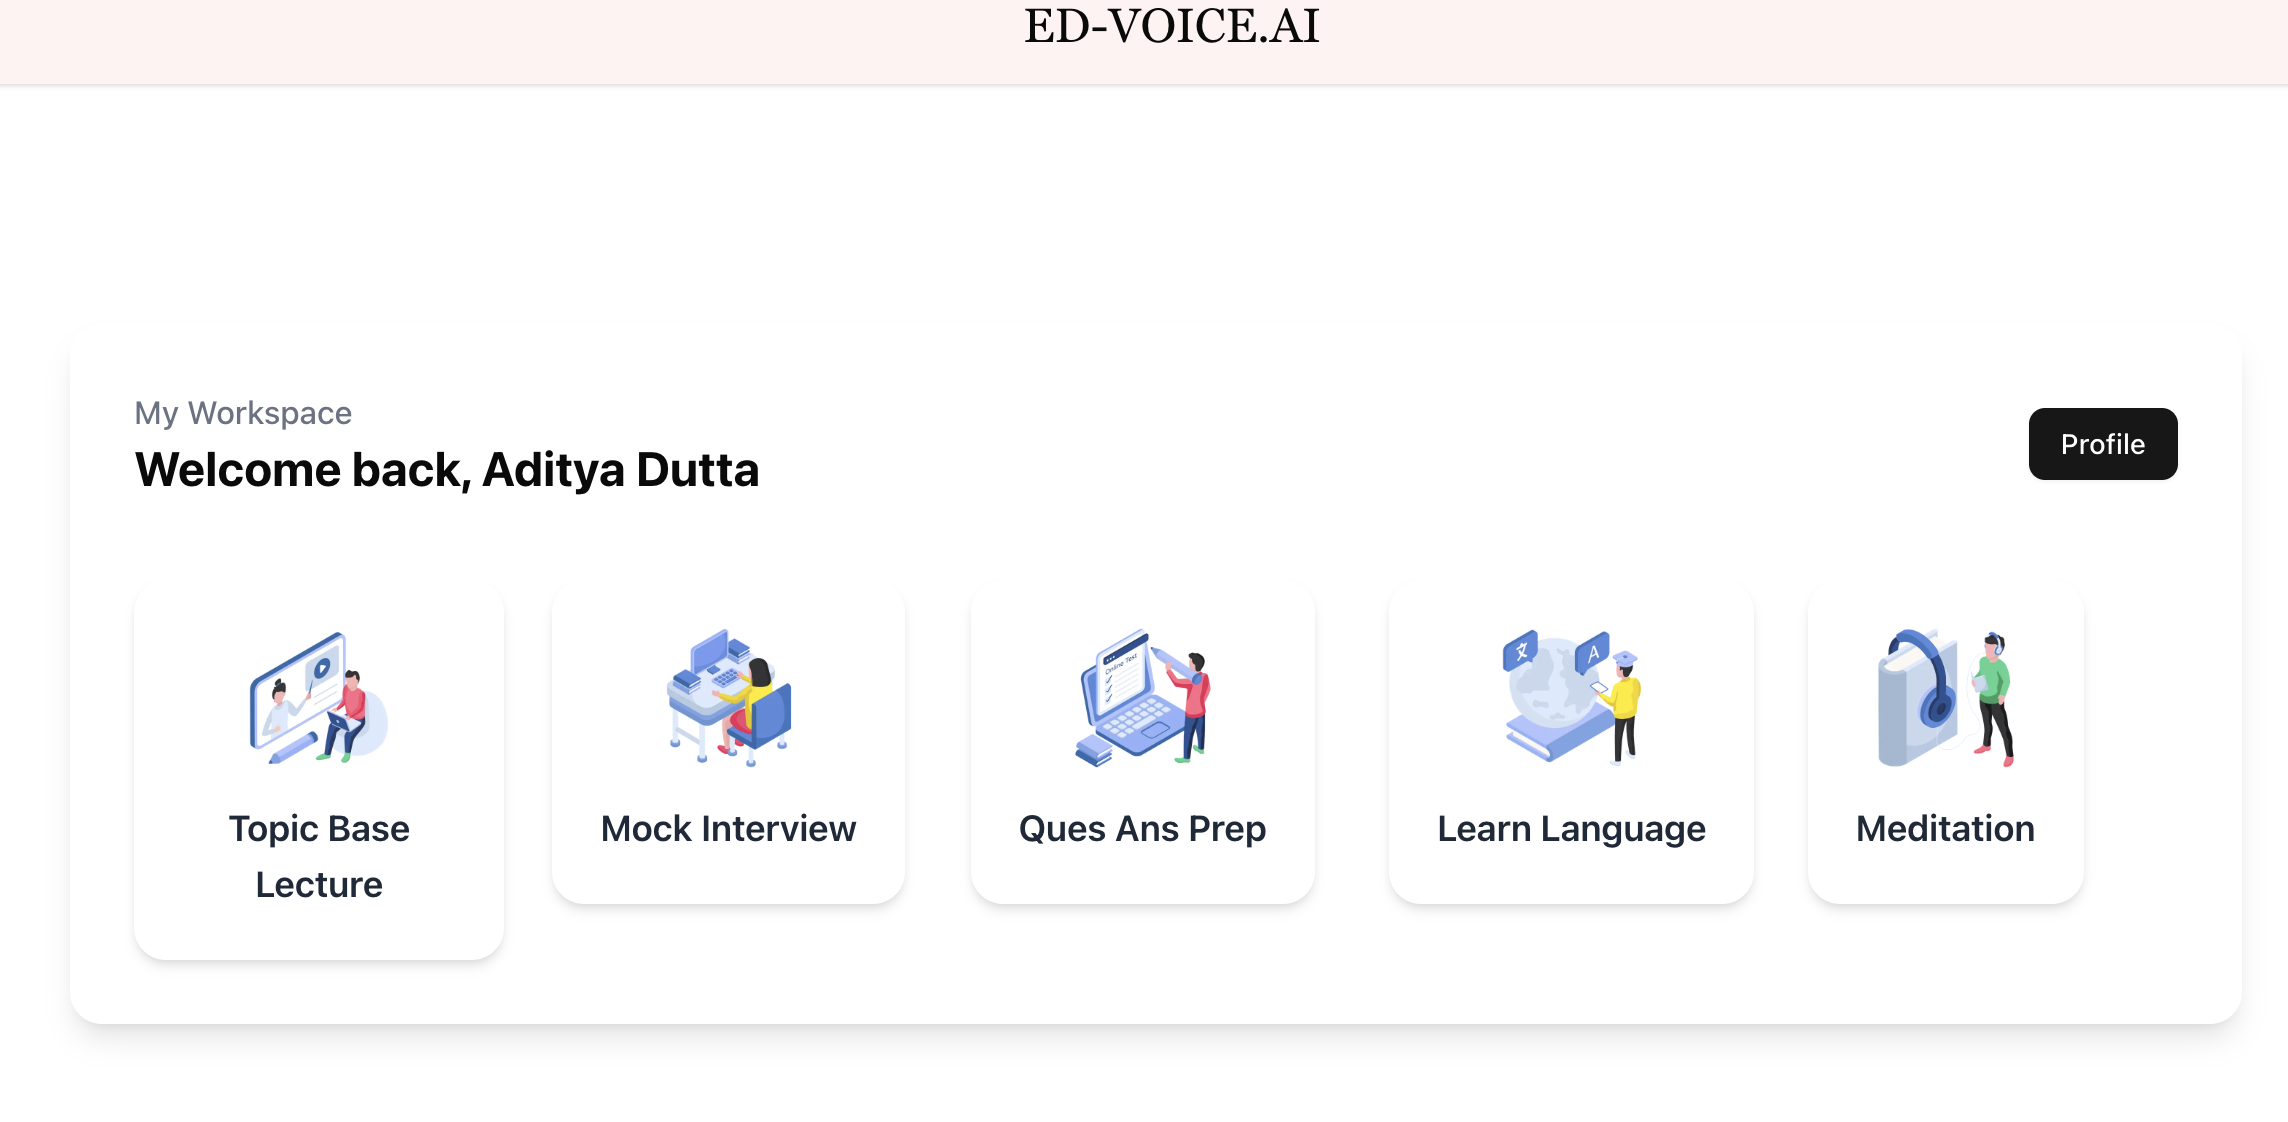 ED-VOICE.AI
My Workspace
Welcome back, Aditya Dutta
Profile
Topic Base
Lecture
Mock Interview
Online Test
Ques Ans Prep
文
A
Learn Language
Meditation